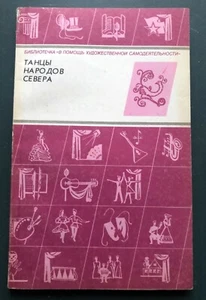 БИБЛИОТЕЧКА «В ПОМОЩЬ ХУДОЖЕСТВЕННОЙ САМОДЕЯТЕЛЬНОСТИ»
ТАНЦЫ
НАРОДОВ
СЕВЕРА